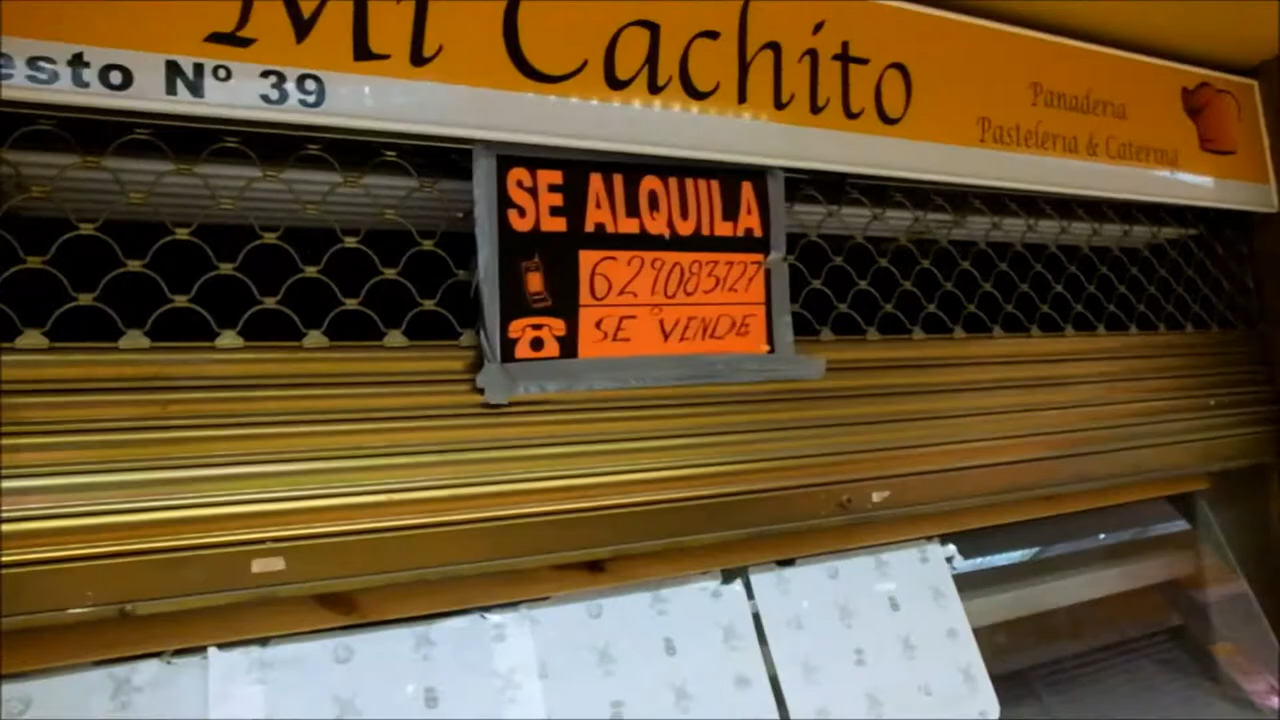 Mi Cachito
esto Nº 39
Panadería
Pastelería & Catering
SE ALQUILA
629083727
SE VENDE